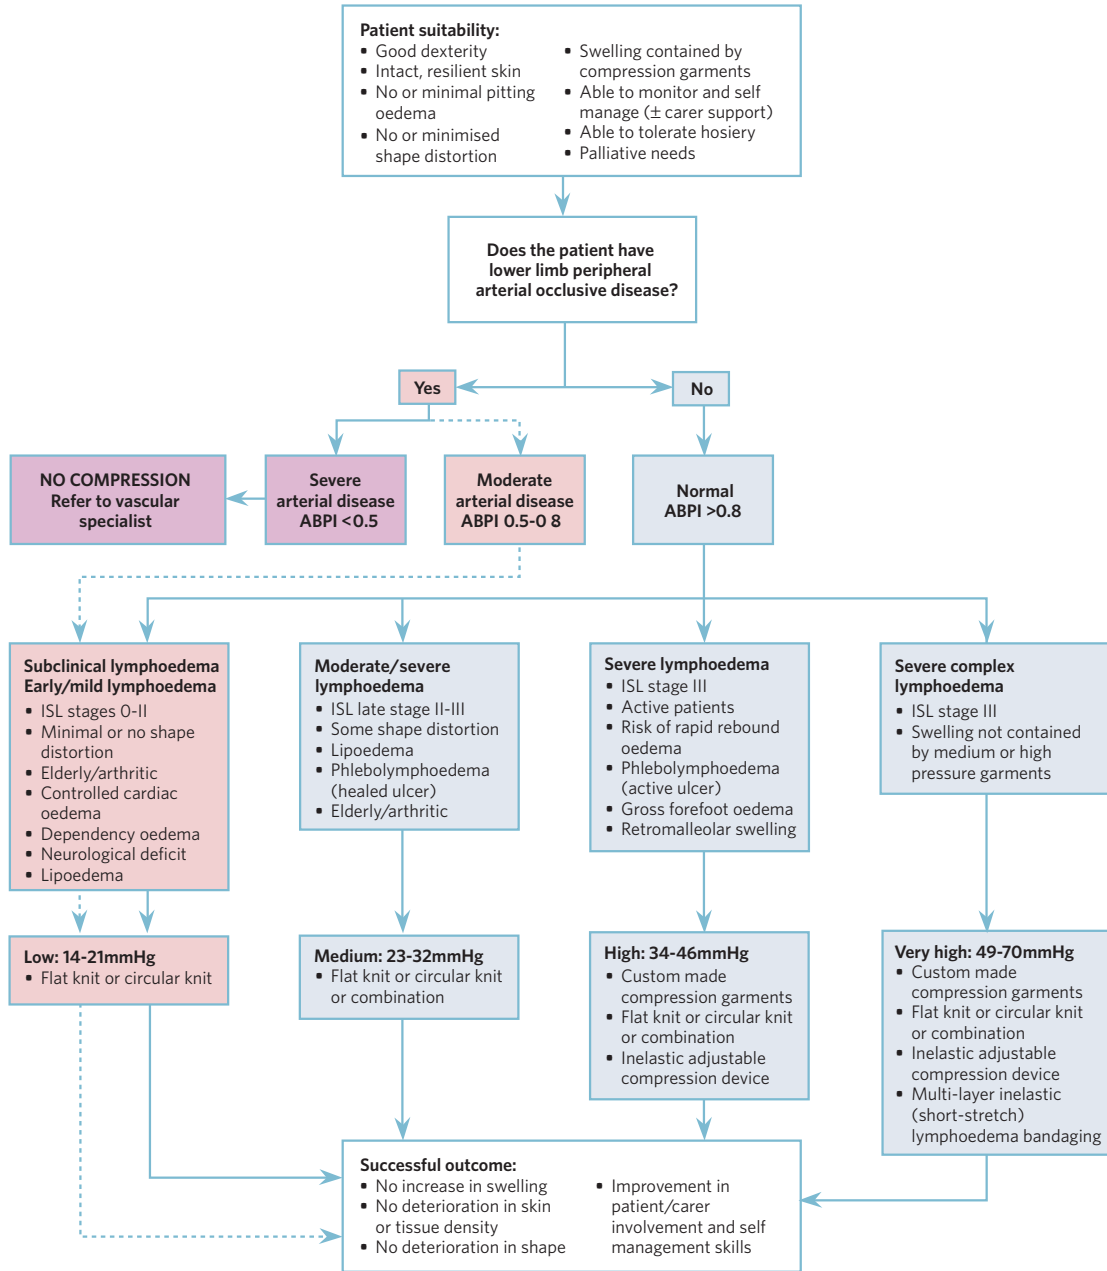 Patient suitability:
▪ Good dexterity
▪ Intact, resilient skin
▪ No or minimal pitting
oedema
▪ No or minimised
shape distortion
▪ Swelling contained by
compression garments
▪ Able to monitor and self
manage (± carer support)
▪ Able to tolerate hosiery
▪ Palliative needs
Does the patient have
lower limb peripheral
arterial occlusive disease?
Yes
No
NO COMPRESSION
Refer to vascular
specialist
Severe
arterial disease
ABPI <0.5
Moderate
arterial disease
ABPI 0.5-0 8
Normal
ABPI >0.8
Subclinical lymphoedema
Early/mild lymphoedema
▪ ISL stages 0-II
▪ Minimal or no shape
distortion
▪ Elderly/arthritic
▪ Controlled cardiac
oedema
▪ Dependency oedema
▪ Neurological deficit
▪ Lipoedema
Moderate/severe
lymphoedema
▪ ISL late stage II-III
▪ Some shape distortion
▪ Lipoedema
▪ Phlebolymphoedema
(healed ulcer)
▪ Elderly/arthritic
Severe lymphoedema
▪ ISL stage III
▪ Active patients
▪ Risk of rapid rebound
oedema
▪ Phlebolymphoedema
(active ulcer)
▪ Gross forefoot oedema
▪ Retromalleolar swelling
Severe complex
lymphoedema
▪ ISL stage III
▪ Swelling not contained
by medium or high
pressure garments
Low: 14-21mmHg
▪ Flat knit or circular knit
Medium: 23-32mmHg
▪ Flat knit or circular knit
or combination
High: 34-46mmHg
▪ Custom made
compression garments
▪ Flat knit or circular knit
or combination
▪ Inelastic adjustable
compression device
Very high: 49-70mmHg
▪ Custom made
compression garments
▪ Flat knit or circular knit
or combination
▪ Inelastic adjustable
compression device
▪ Multi-layer inelastic
(short-stretch)
lymphoedema bandaging
Successful outcome:
▪ No increase in swelling
▪ No deterioration in skin
or tissue density
▪ No deterioration in shape
▪ Improvement in
patient/carer
involvement and self
management skills